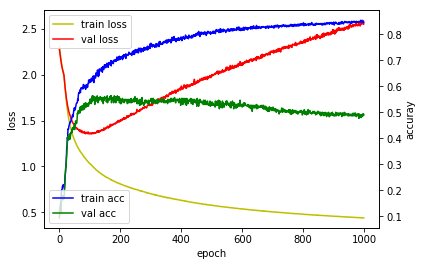 train loss
val loss
train acc
val acc
2.5
2.0
1.5
1.0
0.5
loss
0.8
0.7
0.6
0.5
0.4
0.3
0.2
0.1
accuray
0
200
400
600
800
1000
epoch